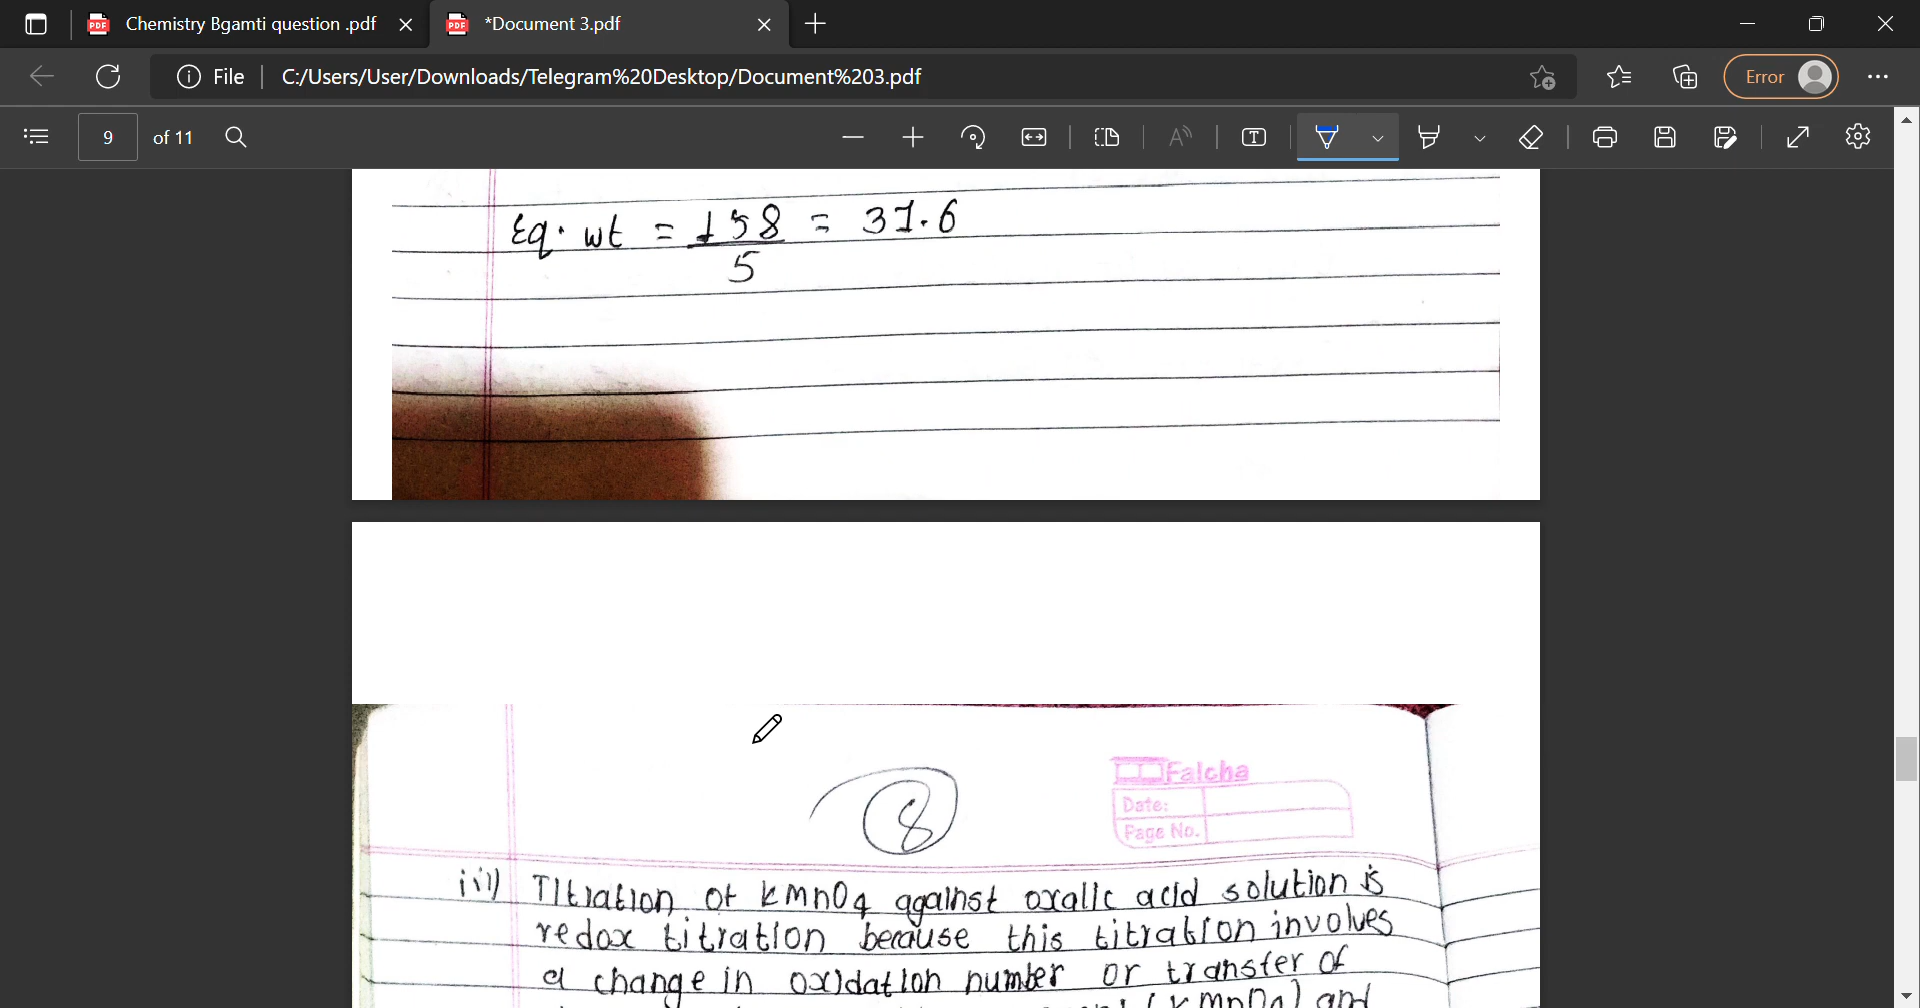 Chemistry Bgamti question .pdf
*Document 3.pdf
File
C:/Users/User/Downloads/Telegram%20Desktop/Document%203.pdf
Error
9 of 11
Eq. wt = 158 = 31.6
5
8
Falcha
Date:
Page No.
iii) Titration of KMnO4 against oxalic acid solution is
redox titration because this titration involves
a change in oxidation number or transfer of
(KMnO4) and